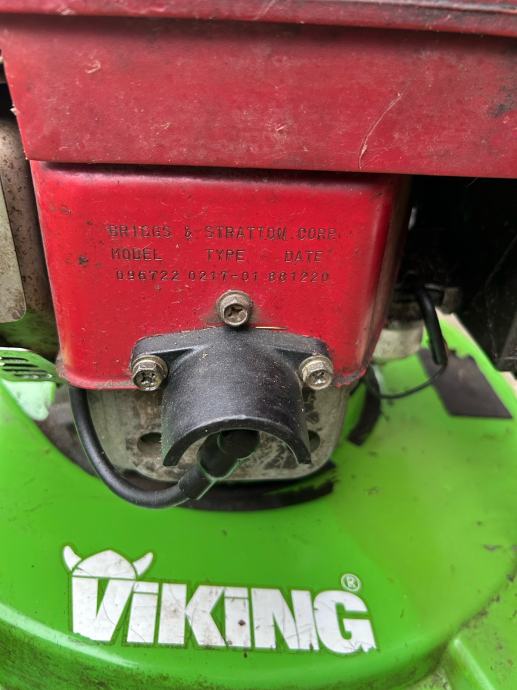 BRIGGS & STRATTON CORP
MODEL TYPE DATE
096722 0217-01 881220
VIKING®